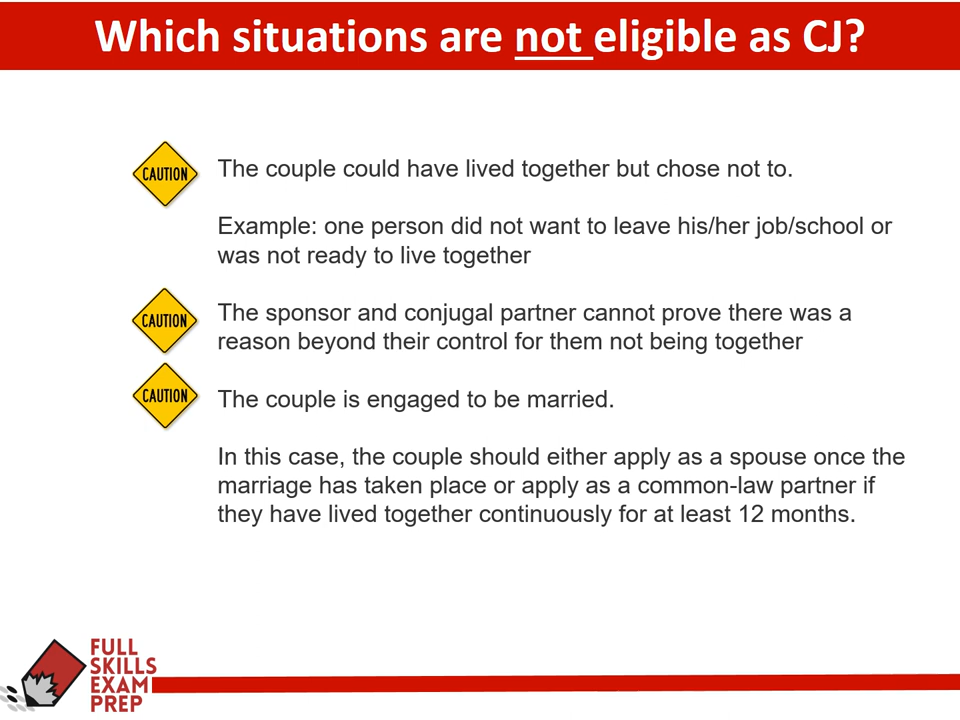 Which situations are not eligible as CJ?
CAUTION
The couple could have lived together but chose not to.
Example: one person did not want to leave his/her job/school or
was not ready to live together
CAUTION
The sponsor and conjugal partner cannot prove there was a
reason beyond their control for them not being together
CAUTION
The couple is engaged to be married.
In this case, the couple should either apply as a spouse once the
marriage has taken place or apply as a common-law partner if
they have lived together continuously for at least 12 months.
FULL
SKILLS
EXAM
PREP